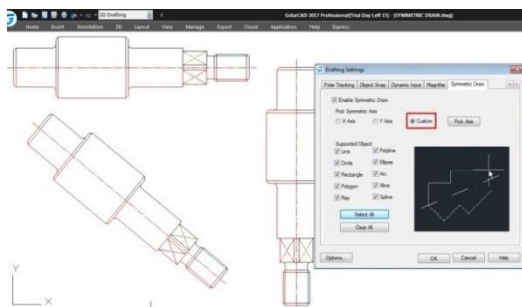 2D Drafting
GstarCAD 2017 Professional(Trial Day Left 15) - [SYMMETRIC DRAW.dwg]
Home Insert Annotation 3D Layout View Manage Export Cloud Application Help Express
Drafting Settings
Polar Tracking Object Snap Dynamic Input Magnifier Symmetric Draw
Enable Symmetric Draw
Pick Symmetric Axis
X Axis Y Axis Custom Pick Axis
Supported Object
Line Polyline
Circle Ellipse
Rectangle Arc
Polygon Xline
Ray Spline
Select All
Clear All
Options... OK Cancel Help
Y
X